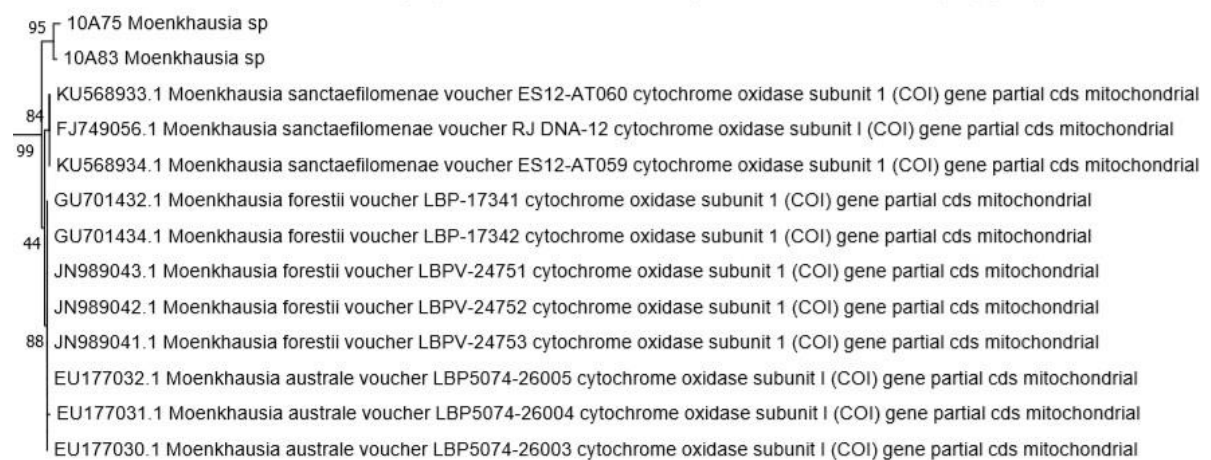 95
10A75 Moenkhausia sp
10A83 Moenkhausia sp
KU568933.1 Moenkhausia sanctaefilomenae voucher ES12-AT060 cytochrome oxidase subunit 1 (COI) gene partial cds mitochondrial
84
FJ749056.1 Moenkhausia sanctaefilomenae voucher RJ DNA-12 cytochrome oxidase subunit I (COI) gene partial cds mitochondrial
99
KU568934.1 Moenkhausia sanctaefilomenae voucher ES12-AT059 cytochrome oxidase subunit 1 (COI) gene partial cds mitochondrial
GU701432.1 Moenkhausia forestii voucher LBP-17341 cytochrome oxidase subunit 1 (COI) gene partial cds mitochondrial
GU701434.1 Moenkhausia forestii voucher LBP-17342 cytochrome oxidase subunit 1 (COI) gene partial cds mitochondrial
44
JN989043.1 Moenkhausia forestii voucher LBPV-24751 cytochrome oxidase subunit 1 (COI) gene partial cds mitochondrial
JN989042.1 Moenkhausia forestii voucher LBPV-24752 cytochrome oxidase subunit 1 (COI) gene partial cds mitochondrial
88
JN989041.1 Moenkhausia forestii voucher LBPV-24753 cytochrome oxidase subunit 1 (COI) gene partial cds mitochondrial
EU177032.1 Moenkhausia australe voucher LBP5074-26005 cytochrome oxidase subunit I (COI) gene partial cds mitochondrial
EU177031.1 Moenkhausia australe voucher LBP5074-26004 cytochrome oxidase subunit I (COI) gene partial cds mitochondrial
EU177030.1 Moenkhausia australe voucher LBP5074-26003 cytochrome oxidase subunit I (COI) gene partial cds mitochondrial